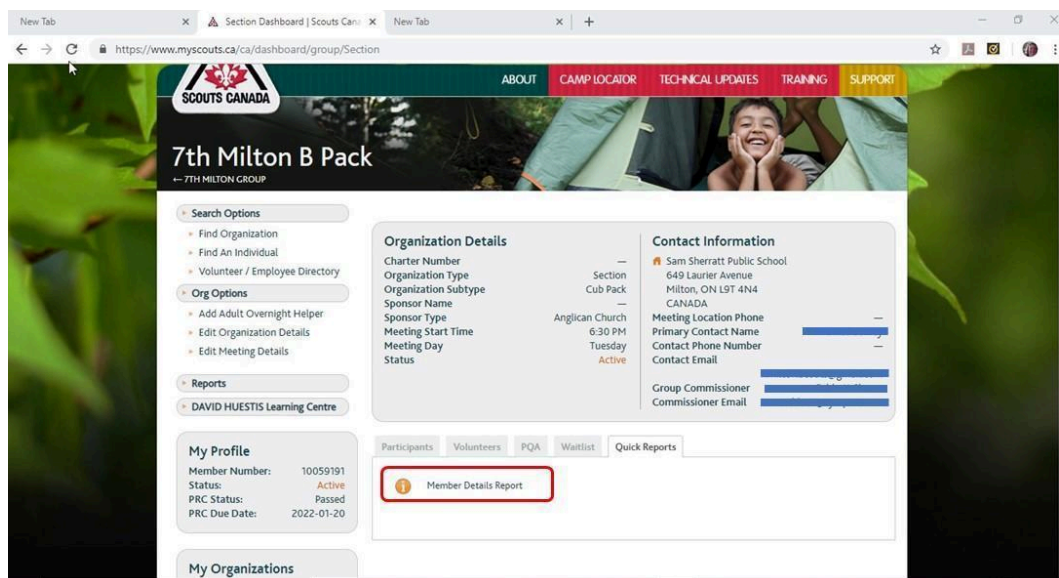 New Tab
Section Dashboard | Scouts Cana
New Tab
https://www.myscouts.ca/ca/dashboard/group/Section
SCOUTS CANADA
ABOUT CAMP LOCATOR TECHNICAL UPDATES TRAINING SUPPORT
7th Milton B Pack
← 7TH MILTON GROUP
Search Options
Find Organization
Find An Individual
Volunteer / Employee Directory
Org Options
Add Adult Overnight Helper
Edit Organization Details
Edit Meeting Details
Reports
DAVID HUESTIS Learning Centre
My Profile
Member Number: 10059191
Status: Active
PRC Status: Passed
PRC Due Date: 2022-01-20
My Organizations
Organization Details
Charter Number —
Organization Type Section
Organization Subtype Cub Pack
Sponsor Name —
Sponsor Type Anglican Church
Meeting Start Time 6:30 PM
Meeting Day Tuesday
Status Active
Contact Information
Sam Sherratt Public School
649 Laurier Avenue
Milton, ON L9T 4N4
CANADA
Meeting Location Phone —
Primary Contact Name
Contact Phone Number —
Contact Email
Group Commissioner
Commissioner Email
Participants Volunteers PQA Waitlist Quick Reports
Member Details Report